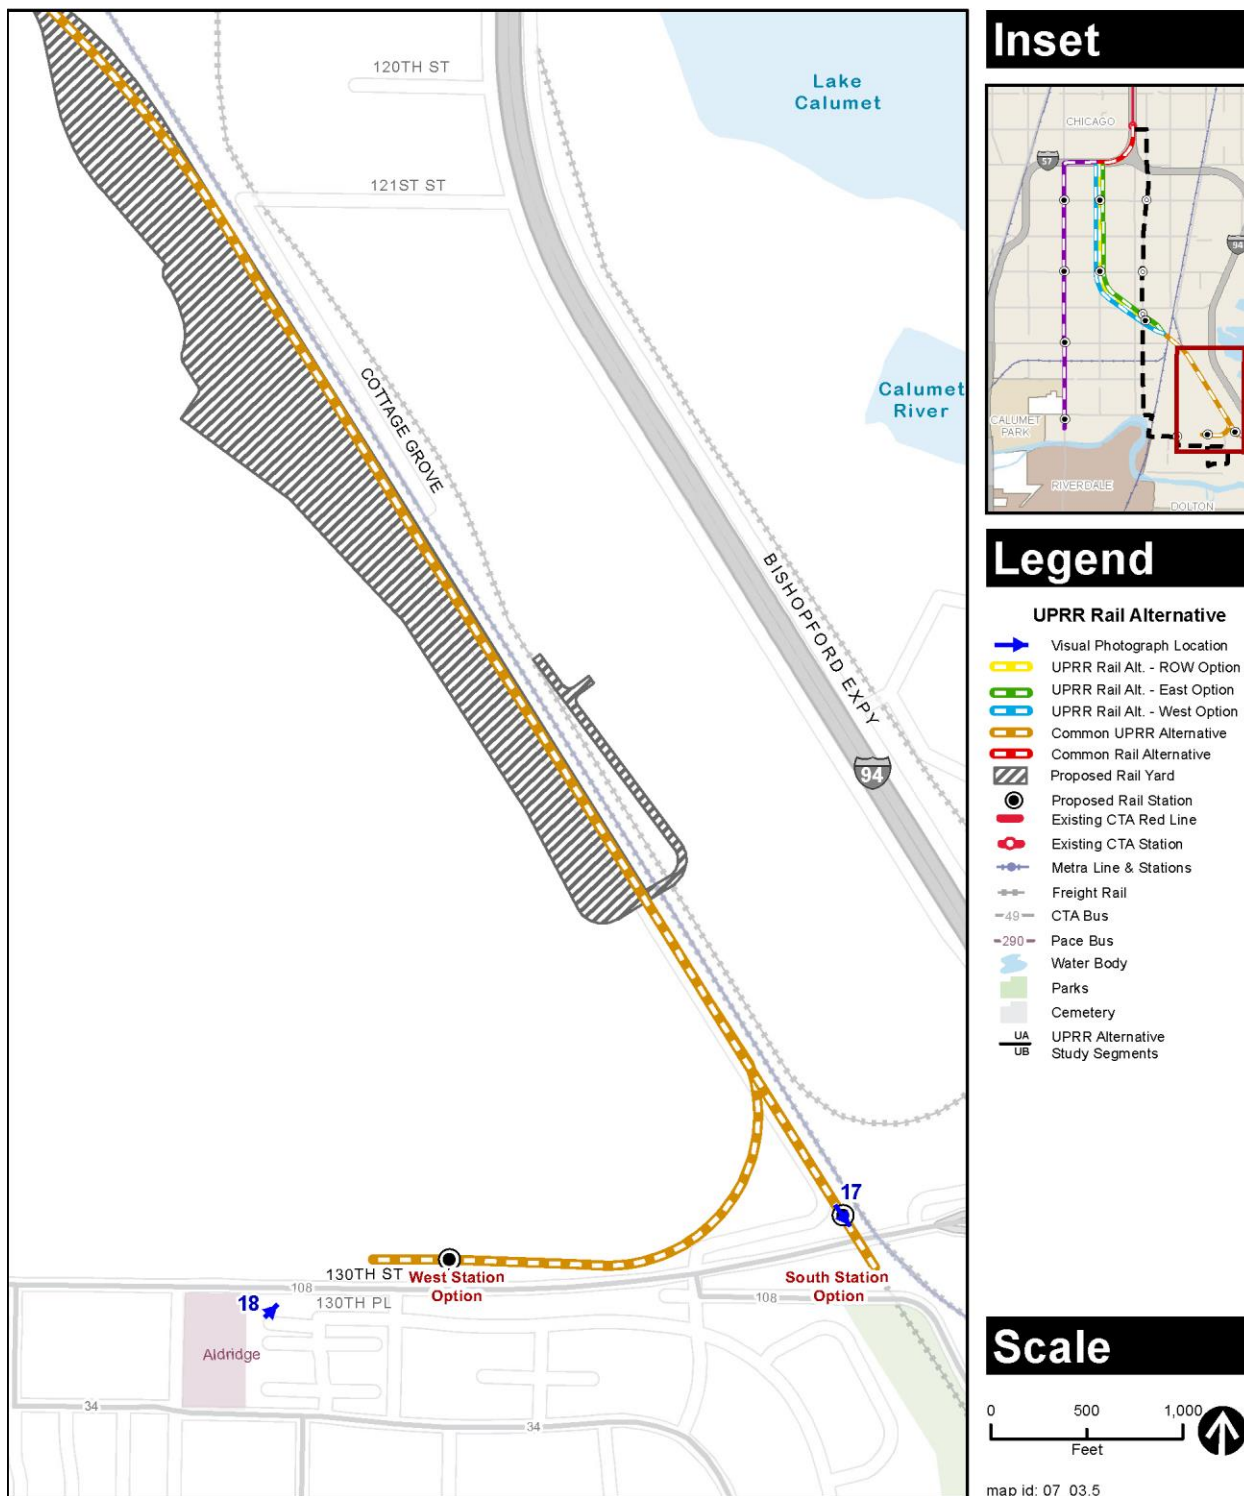 120TH ST
Lake
Calumet
121ST ST
COTTAGE GROVE
Calumet
River
BISHOPFORD EXPY
94
17
130TH ST
West Station
Option
South Station
Option
108
108
18
130TH PL
Aldridge
34
34
Inset
CHICAGO
57
94
CALUMET
PARK
RIVERDALE
DOLTON
Legend
UPRR Rail Alternative
Visual Photograph Location
UPRR Rail Alt. - ROW Option
UPRR Rail Alt. - East Option
UPRR Rail Alt. - West Option
Common UPRR Alternative
Common Rail Alternative
Proposed Rail Yard
Proposed Rail Station
Existing CTA Red Line
Existing CTA Station
Metra Line & Stations
Freight Rail
49 CTA Bus
290 Pace Bus
Water Body
Parks
Cemetery
UA UPRR Alternative
UB Study Segments
Scale
0 500 1,000
Feet
map id: 07_03.5